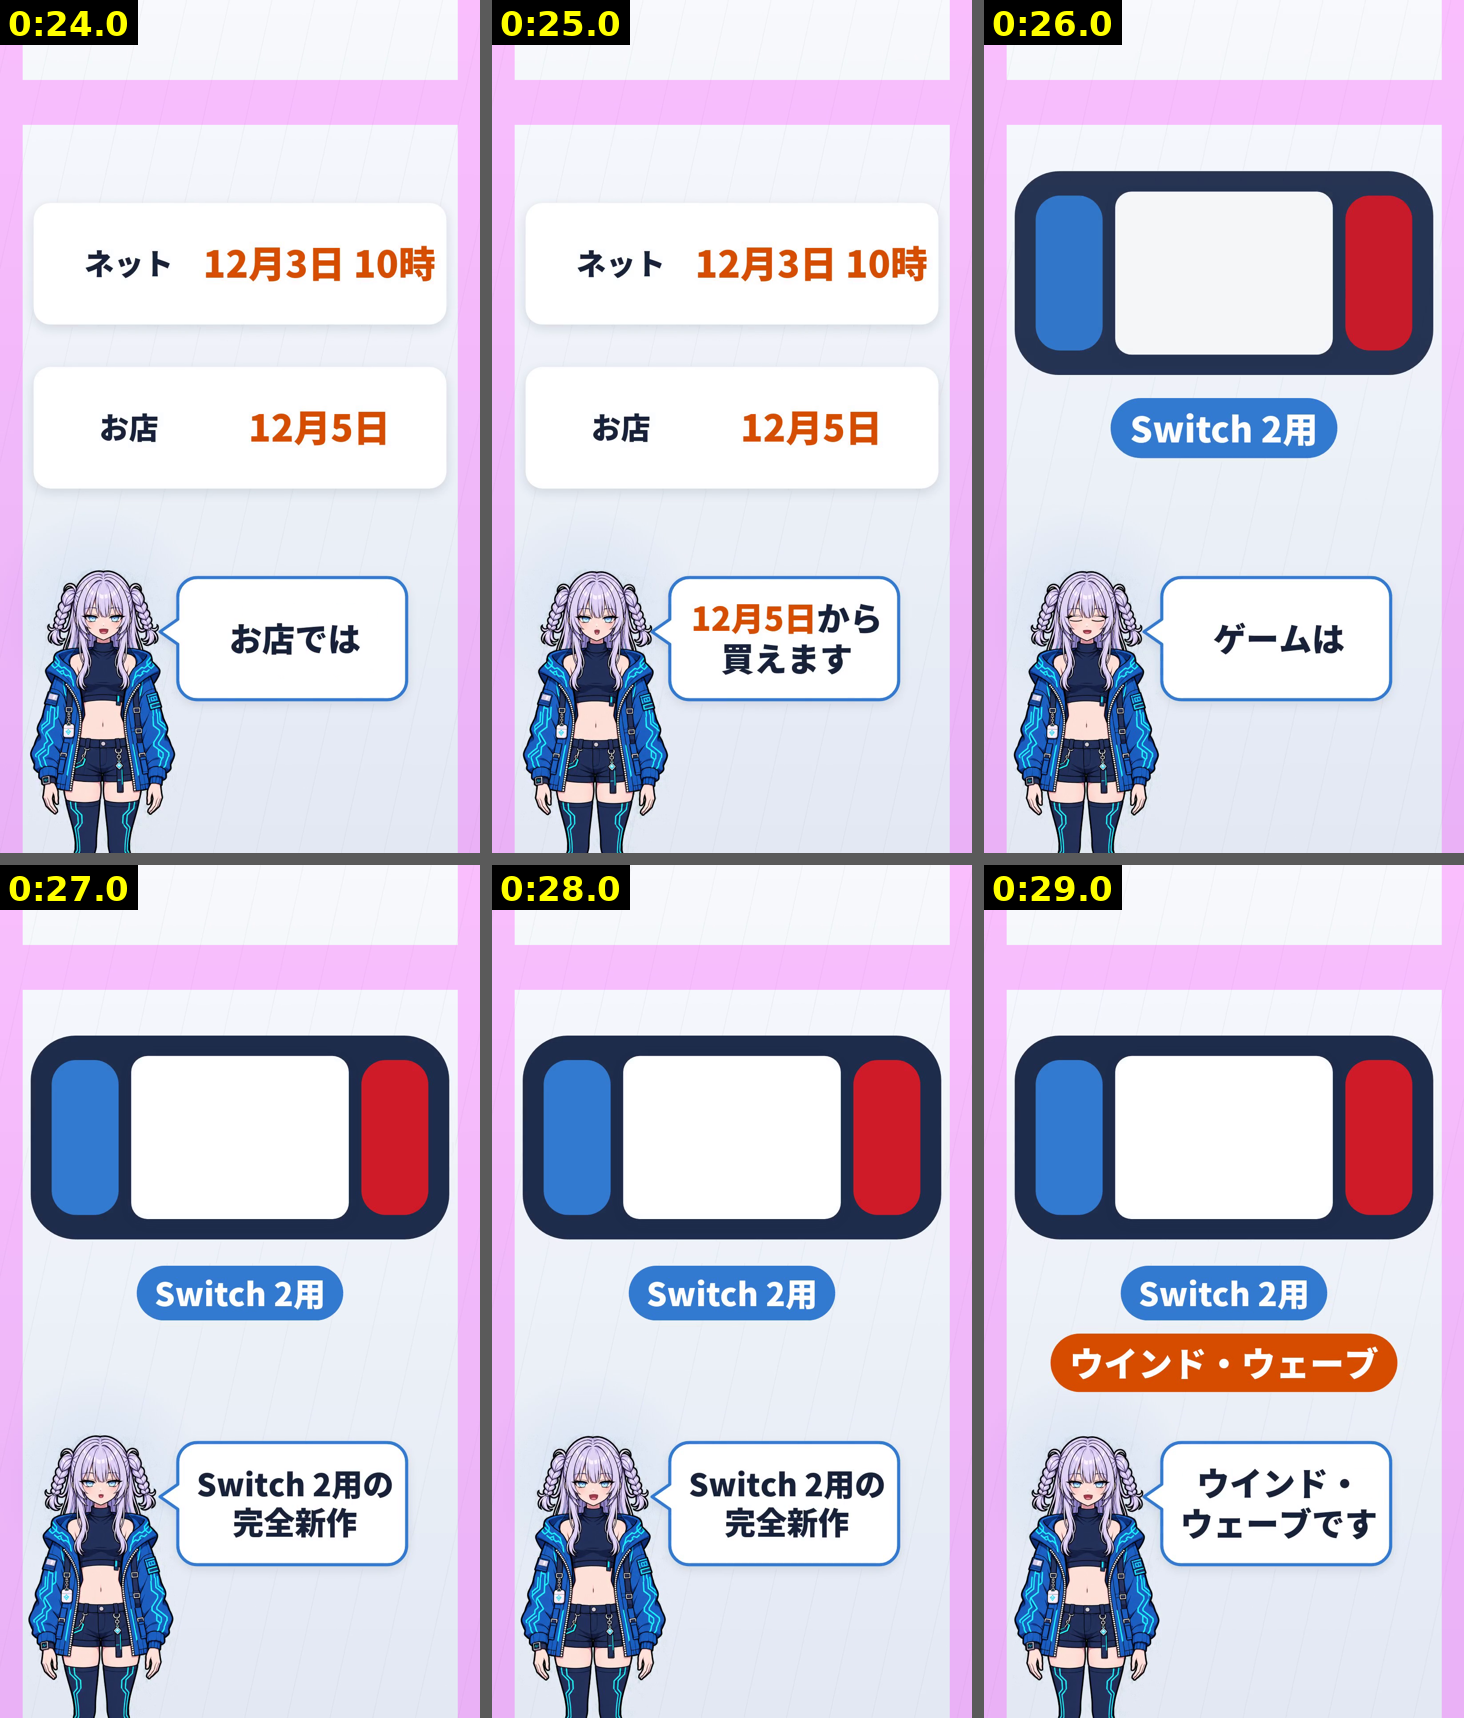 0:24.0
ネット 12月3日 10時
お店 12月5日
お店では
0:25.0
ネット 12月3日 10時
お店 12月5日
12月5日から
買えます
0:26.0
Switch 2用
ゲームは
0:27.0
Switch 2用
Switch 2用の
完全新作
0:28.0
Switch 2用
Switch 2用の
完全新作
0:29.0
Switch 2用
ウインド・ウェーブ
ウインド・
ウェーブです